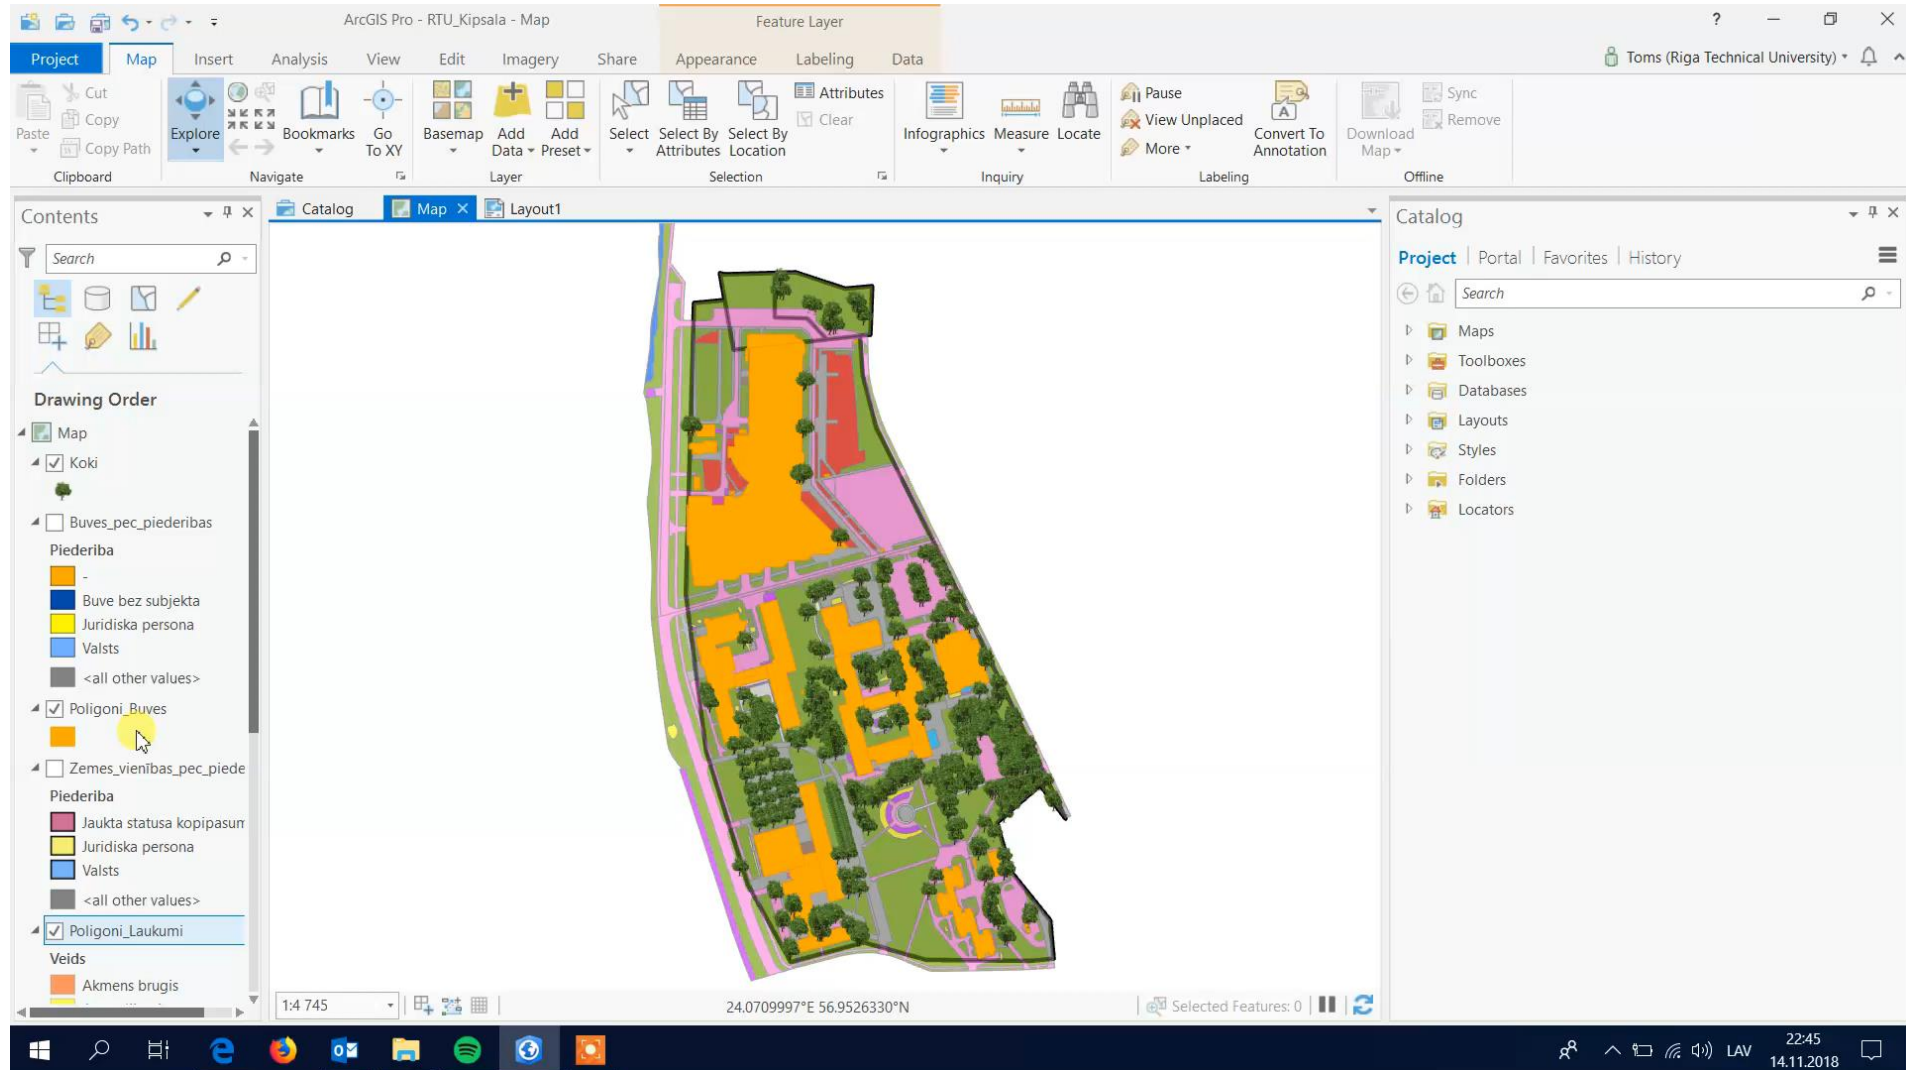 ArcGIS Pro - RTU_Kipsala - Map
Feature Layer
?
Project
Map
Insert
Analysis
View
Edit
Imagery
Share
Appearance
Labeling
Data
Toms (Riga Technical University)
Paste
Cut
Copy
Copy Path
Clipboard
Explore
Bookmarks
Go
To XY
Navigate
Basemap
Add
Data
Add
Preset
Layer
Select
Select By
Attributes
Select By
Location
Attributes
Clear
Selection
Infographics
Measure
Locate
Inquiry
Pause
View Unplaced
More
Convert To
Annotation
Labeling
Download
Map
Sync
Remove
Offline
Contents
Search
Drawing Order
Map
Koki
Buves_pec_piederibas
Piederiba
-
Buve bez subjekta
Juridiska persona
Valsts
<all other values>
Poligoni_Buves
Zemes_vienības_pec_piede
Piederiba
Jaukta statusa kopipasum
Juridiska persona
Valsts
<all other values>
Poligoni_Laukumi
Veids
Akmens brugis
Catalog
Map
Layout1
1:4 745
24.0709997°E 56.9526330°N
Selected Features: 0
Catalog
Project
Portal
Favorites
History
Search
Maps
Toolboxes
Databases
Layouts
Styles
Folders
Locators
LAV
22:45
14.11.2018